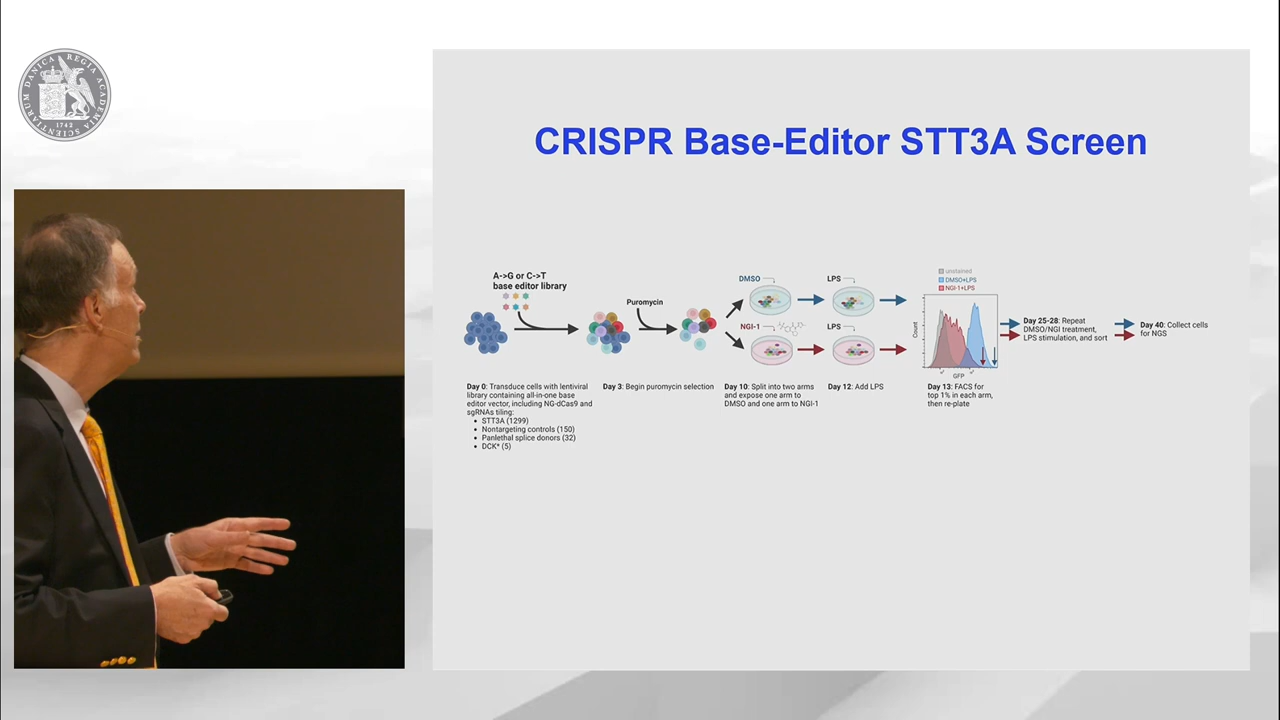 REGIA ACADEMIA SCIENTIARUM DANICA
1742
CRISPR Base-Editor STT3A Screen
A->G or C->T
base editor library
Puromycin
DMSO
LPS
NGI-1
LPS
unstained
DMSO+LPS
NGI-1+LPS
Count
GFP
Day 25-28: Repeat
DMSO/NGI treatment,
LPS stimulation, and sort
Day 40: Collect cells
for NGS
Day 0: Transduce cells with lentiviral
library containing all-in-one base
editor vector, including NG-dCas9 and
sgRNAs tiling:
• STT3A (1299)
• Nontargeting controls (150)
• Panlethal splice donors (32)
• DCK* (5)
Day 3: Begin puromycin selection
Day 10: Split into two arms
and expose one arm to
DMSO and one arm to NGI-1
Day 12: Add LPS
Day 13: FACS for
top 1% in each arm,
then re-plate